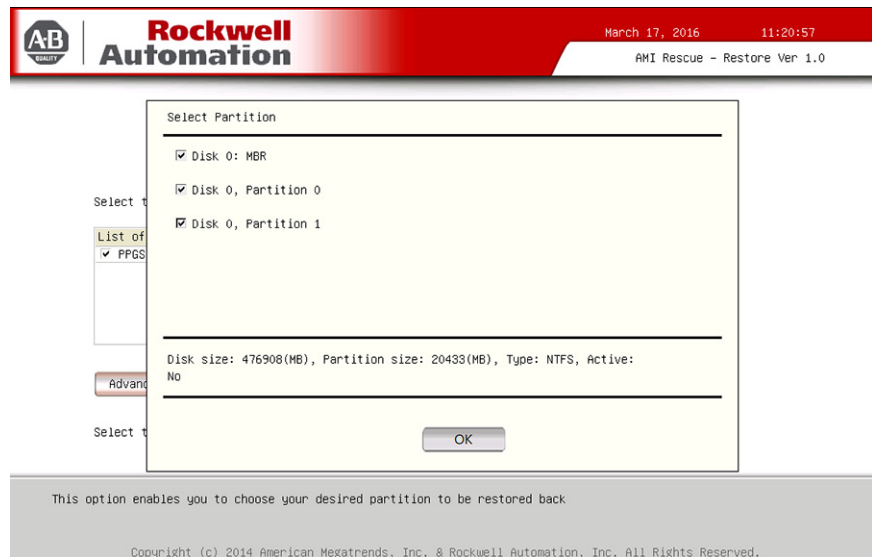 A·B
QUALITY
Rockwell
Automation
March 17, 2016 11:20:57
AMI Rescue - Restore Ver 1.0
Select Partition
Disk 0: MBR
Disk 0, Partition 0
Disk 0, Partition 1
Select t
List of
PPGS
Disk size: 476908(MB), Partition size: 20433(MB), Type: NTFS, Active:
No
Advanc
Select t
OK
This option enables you to choose your desired partition to be restored back
Copyright (c) 2014 American Megatrends, Inc. & Rockwell Automation, Inc. All Rights Reserved.